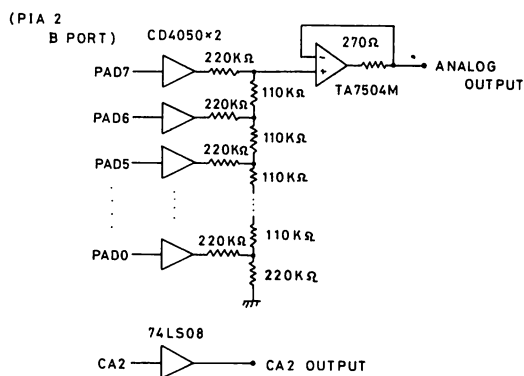 (PIA 2
B PORT)
CD4050×2
PAD7
220KΩ
270Ω
ANALOG
OUTPUT
TA7504M
110KΩ
PAD6
220KΩ
110KΩ
PAD5
220KΩ
110KΩ
110KΩ
PAD0
220KΩ
220KΩ
74LS08
CA2
CA2 OUTPUT